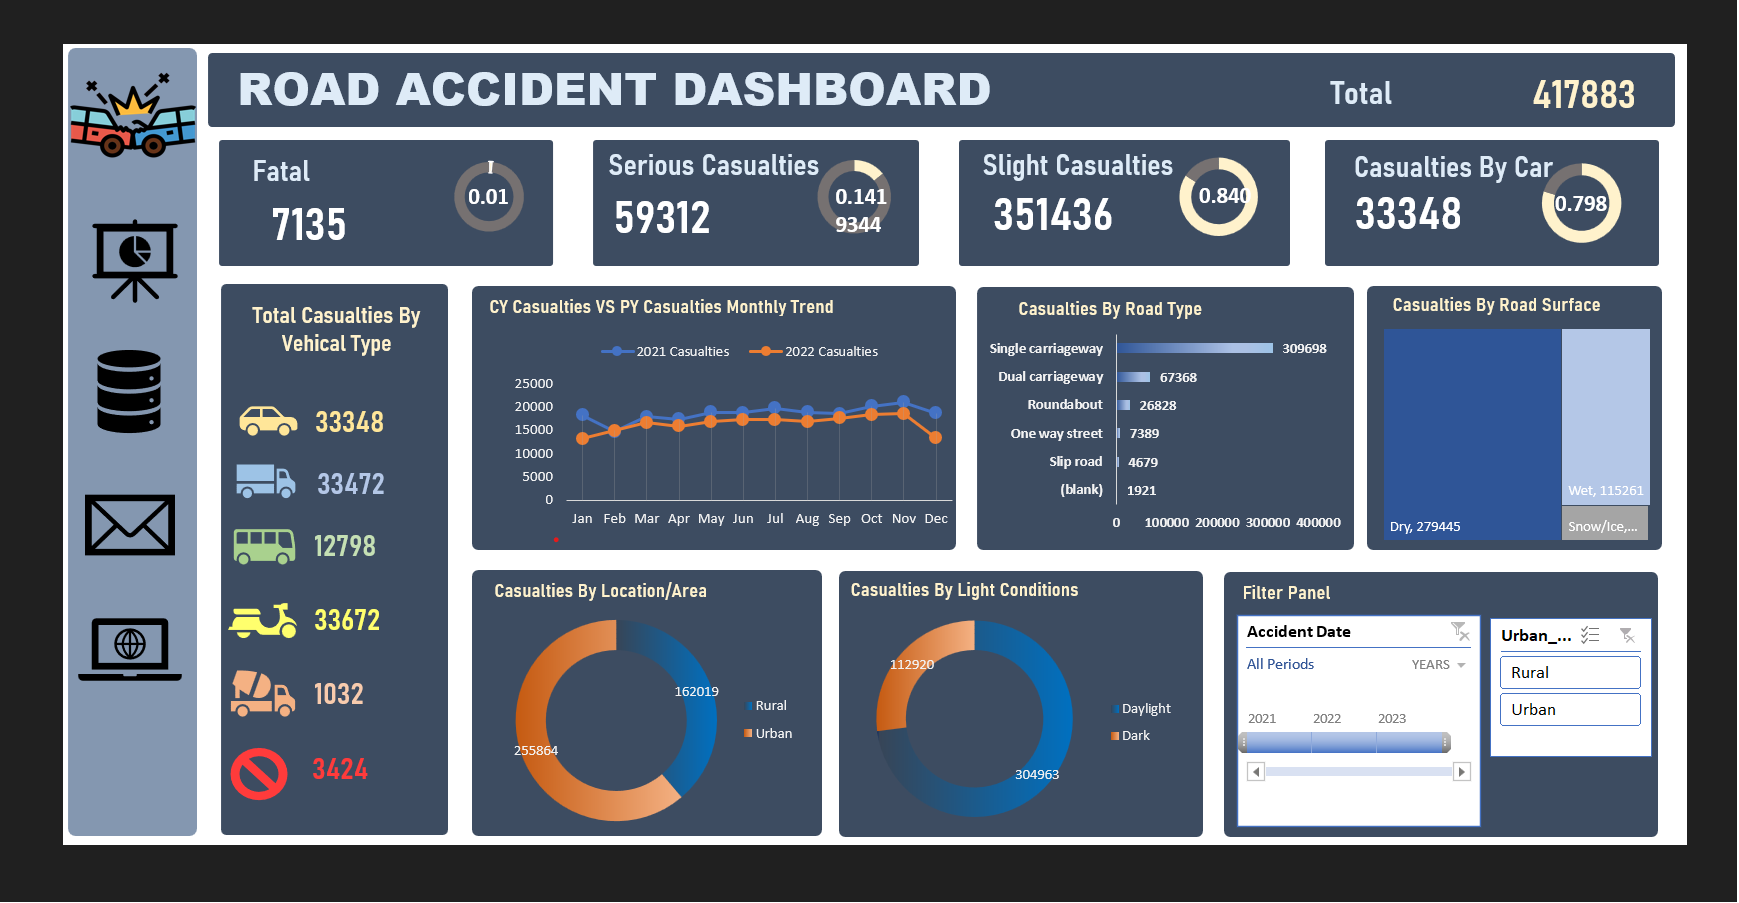 ROAD ACCIDENT DASHBOARD
Total
417883
Fatal
7135
0.01
Serious Casualties
59312
0.141
9344
Slight Casualties
351436
0.840
Casualties By Car
33348
0.798
Total Casualties By
Vehical Type
33348
33472
12798
33672
1032
3424
CY Casualties VS PY Casualties Monthly Trend
2021 Casualties
2022 Casualties
25000
20000
15000
10000
5000
0
Jan Feb Mar Apr May Jun Jul Aug Sep Oct Nov Dec
Casualties By Road Type
Single carriageway 309698
Dual carriageway 67368
Roundabout 26828
One way street 7389
Slip road 4679
(blank) 1921
0 100000 200000 300000 400000
Casualties By Road Surface
Dry, 279445
Wet, 115261
Snow/Ice,...
Casualties By Location/Area
162019
255864
Rural
Urban
Casualties By Light Conditions
112920
304963
Daylight
Dark
Filter Panel
Accident Date
All Periods YEARS
2021 2022 2023
Urban_...
Rural
Urban